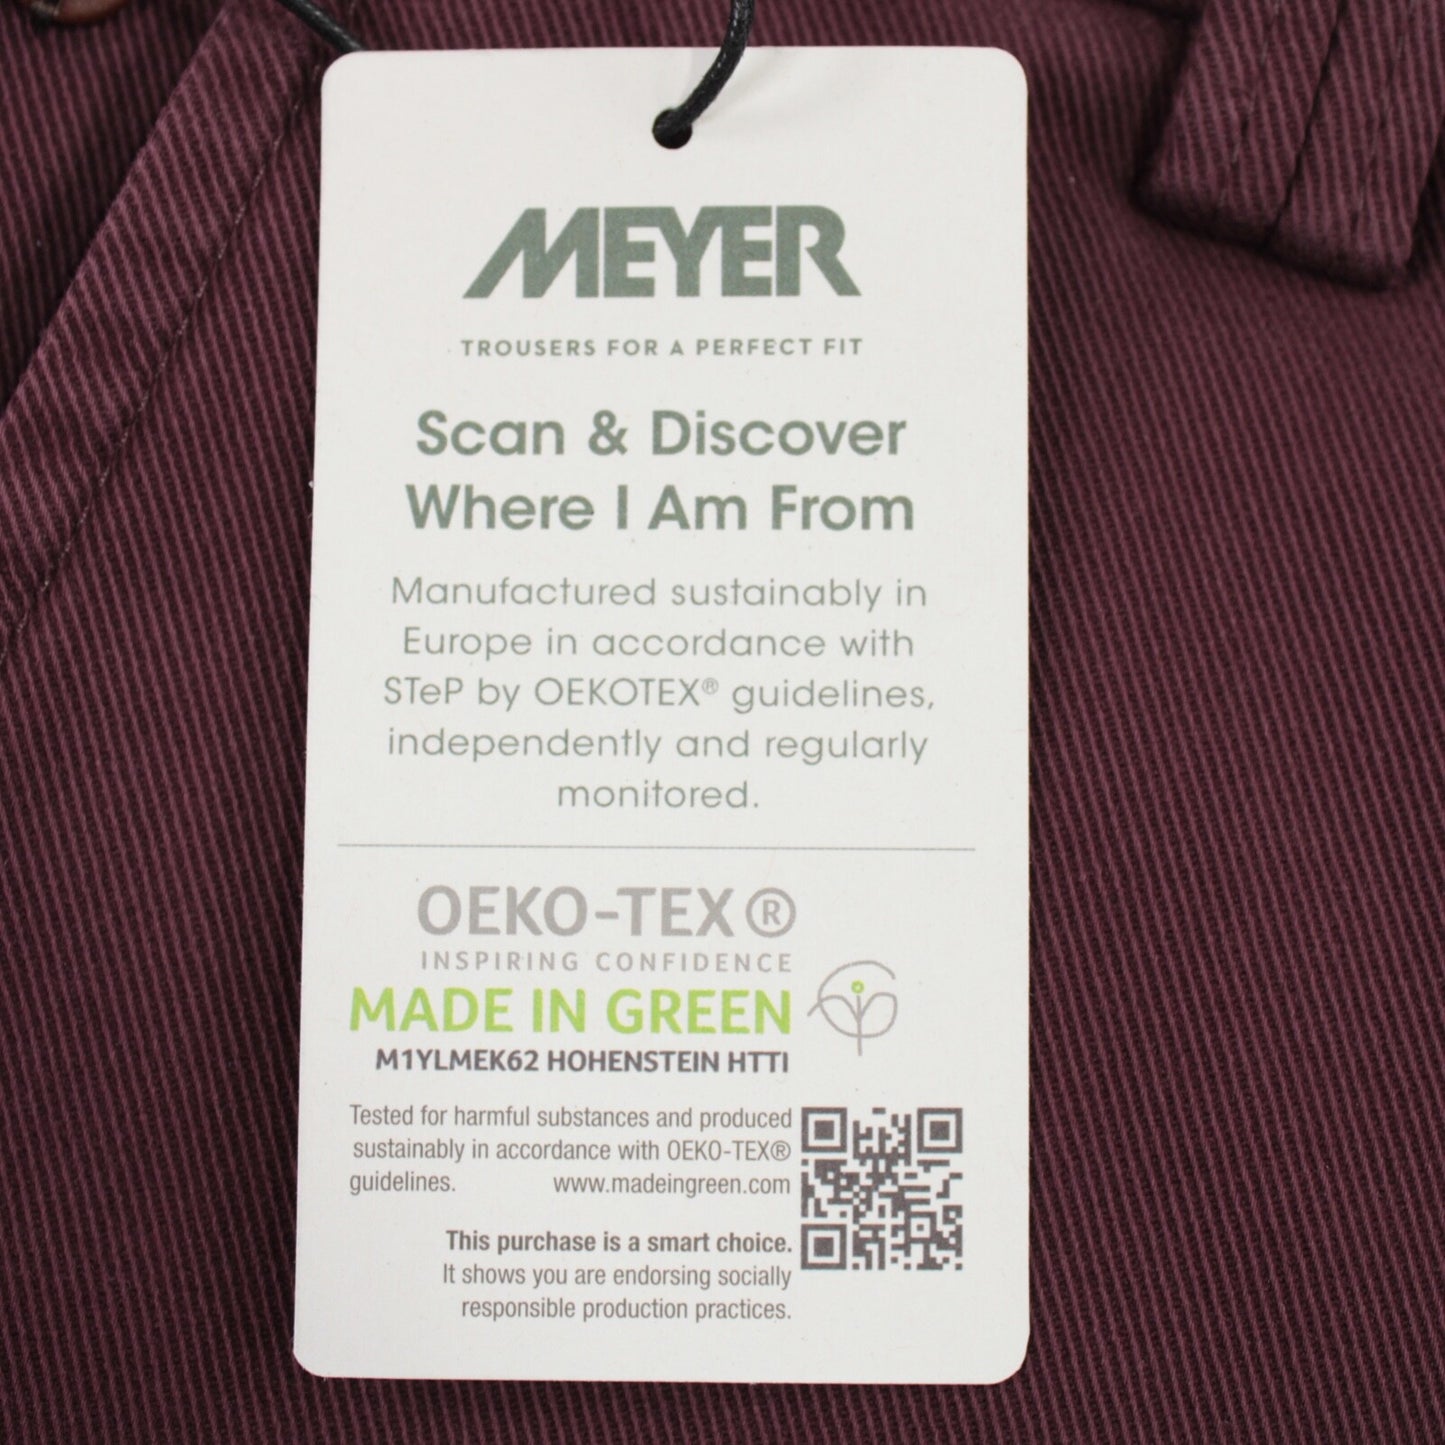 MEYER
TROUSERS FOR A PERFECT FIT
Scan & Discover
Where I Am From
Manufactured sustainably in
Europe in accordance with
STeP by OEKOTEX® guidelines,
independently and regularly
monitored.
OEKO-TEX®
INSPIRING CONFIDENCE
MADE IN GREEN
M1YLMEK62 HOHENSTEIN HTTI
Tested for harmful substances and produced
sustainably in accordance with OEKO-TEX®
guidelines. www.madeingreen.com
This purchase is a smart choice.
It shows you are endorsing socially
responsible production practices.